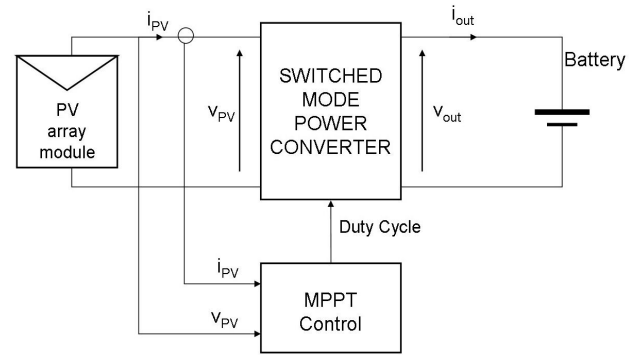 iPV
iout
Battery
PV
array
module
vPV
SWITCHED
MODE
POWER
CONVERTER
vout
Duty Cycle
iPV
vPV
MPPT
Control